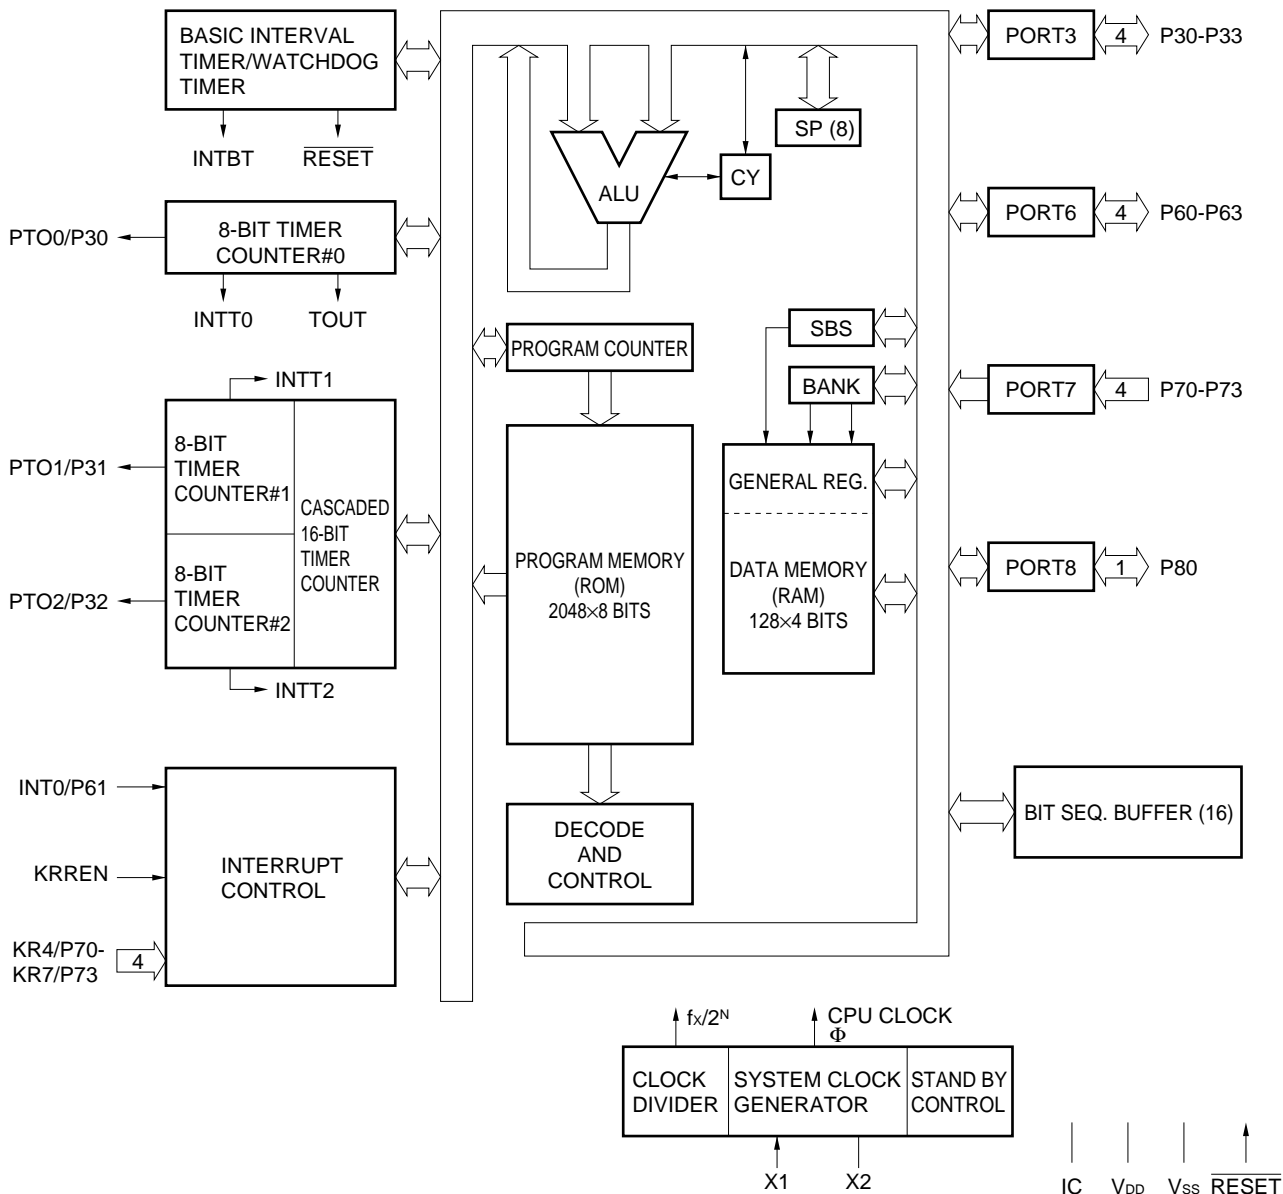 BASIC INTERVAL
TIMER/WATCHDOG
TIMER
INTBT
RESET
PTO0/P30
8-BIT TIMER
COUNTER#0
INTT0
TOUT
INTT1
PTO1/P31
8-BIT
TIMER
COUNTER#1
CASCADED
16-BIT
TIMER
COUNTER
PTO2/P32
8-BIT
TIMER
COUNTER#2
INTT2
INT0/P61
KRREN
KR4/P70-
KR7/P73
4
INTERRUPT
CONTROL
ALU
CY
SP (8)
PROGRAM COUNTER
PROGRAM MEMORY
(ROM)
2048×8 BITS
DECODE
AND
CONTROL
SBS
BANK
GENERAL REG.
DATA MEMORY
(RAM)
128×4 BITS
PORT3
4
P30-P33
PORT6
4
P60-P63
PORT7
4
P70-P73
PORT8
1
P80
BIT SEQ. BUFFER (16)
fX/2^N
CPU CLOCK
Φ
CLOCK
DIVIDER
SYSTEM CLOCK
GENERATOR
STAND BY
CONTROL
X1
X2
IC
VDD
VSS
RESET